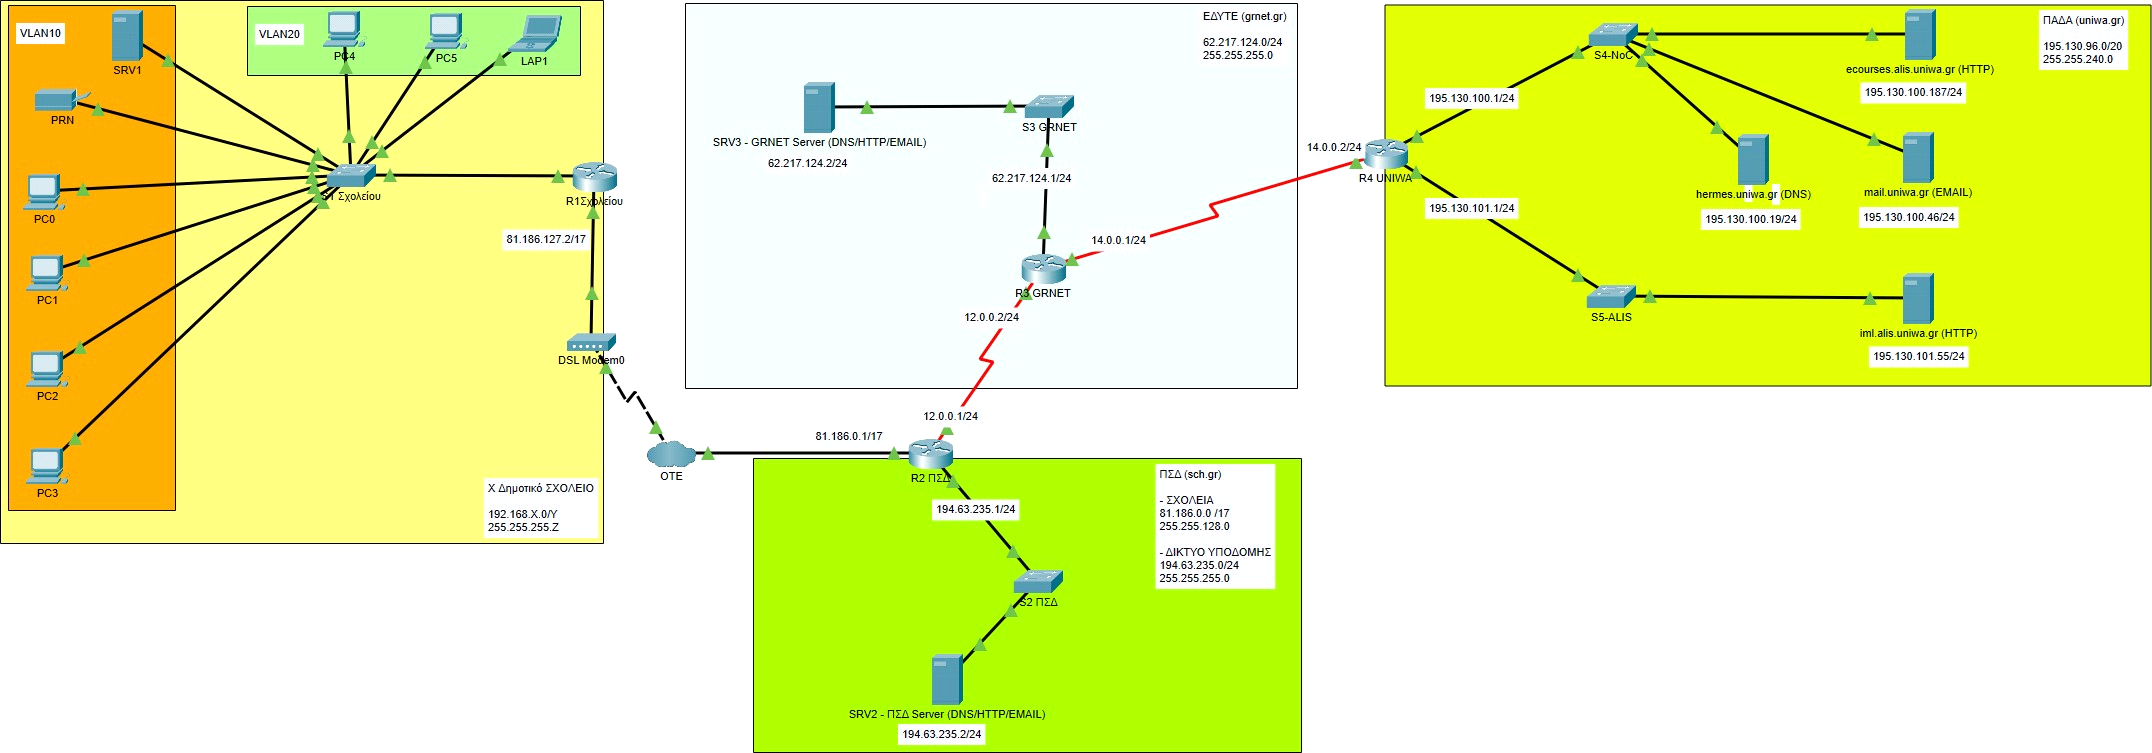 VLAN10
SRV1
PRN
PC0
PC1
PC2
PC3
VLAN20
PC4
PC5
LAP1
S1 Σχολείου
R1Σχολείου
81.186.127.2/17
DSL Modem0
Χ Δημοτικό ΣΧΟΛΕΙΟ
192.168.X.0/Y
255.255.255.Z
OTE
ΕΔΥΤΕ (grnet.gr)
62.217.124.0/24
255.255.255.0
SRV3 - GRNET Server (DNS/HTTP/EMAIL)
62.217.124.2/24
S3 GRNET
62.217.124.1/24
14.0.0.1/24
R3 GRNET
12.0.0.2/24
12.0.0.1/24
81.186.0.1/17
R2 ΠΣΔ
194.63.235.1/24
ΠΣΔ (sch.gr)
- ΣΧΟΛΕΙΑ
81.186.0.0 /17
255.255.128.0
- ΔΙΚΤΥΟ ΥΠΟΔΟΜΗΣ
194.63.235.0/24
255.255.255.0
S2 ΠΣΔ
SRV2 - ΠΣΔ Server (DNS/HTTP/EMAIL)
194.63.235.2/24
ΠΑΔΑ (uniwa.gr)
195.130.96.0/20
255.255.240.0
S4-NoC
ecourses.alis.uniwa.gr (HTTP)
195.130.100.187/24
195.130.100.1/24
14.0.0.2/24
R4 UNIWA
hermes.uniwa.gr (DNS)
195.130.100.19/24
mail.uniwa.gr (EMAIL)
195.130.100.46/24
195.130.101.1/24
S5-ALIS
iml.alis.uniwa.gr (HTTP)
195.130.101.55/24